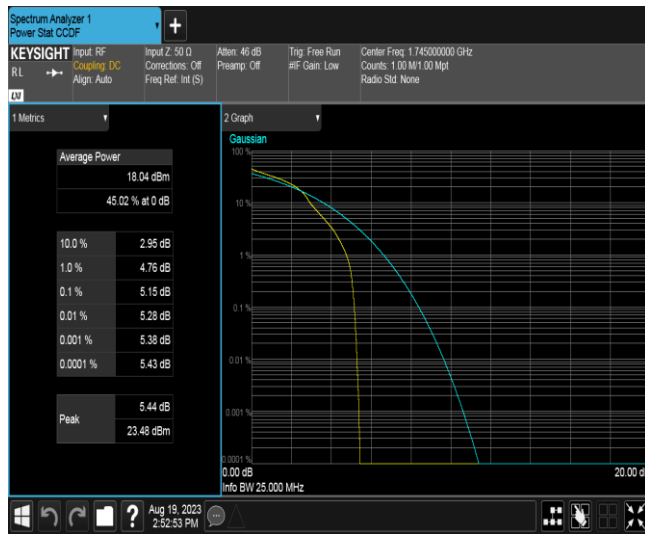 Spectrum Analyzer 1
Power Stat CCDF
+
KEYSIGHT
RL
LXI
Input: RF
Coupling: DC
Align: Auto
Input Z: 50 Ω
Corrections: Off
Freq Ref: Int (S)
Atten: 46 dB
Preamp: Off
Trig: Free Run
#IF Gain: Low
Center Freq: 1.745000000 GHz
Counts: 1.00 M/1.00 Mpt
Radio Std: None
1 Metrics
Average Power
18.04 dBm
45.02 % at 0 dB
10.0 % 2.95 dB
1.0 % 4.76 dB
0.1 % 5.15 dB
0.01 % 5.28 dB
0.001 % 5.38 dB
0.0001 % 5.43 dB
Peak
5.44 dB
23.48 dBm
2 Graph
Gaussian
100 %
10 %
1 %
0.1 %
0.01 %
0.001 %
0.0001 %
0.00 dB 20.00 d
Info BW 25.000 MHz
?
Aug 19, 2023
2:52:53 PM